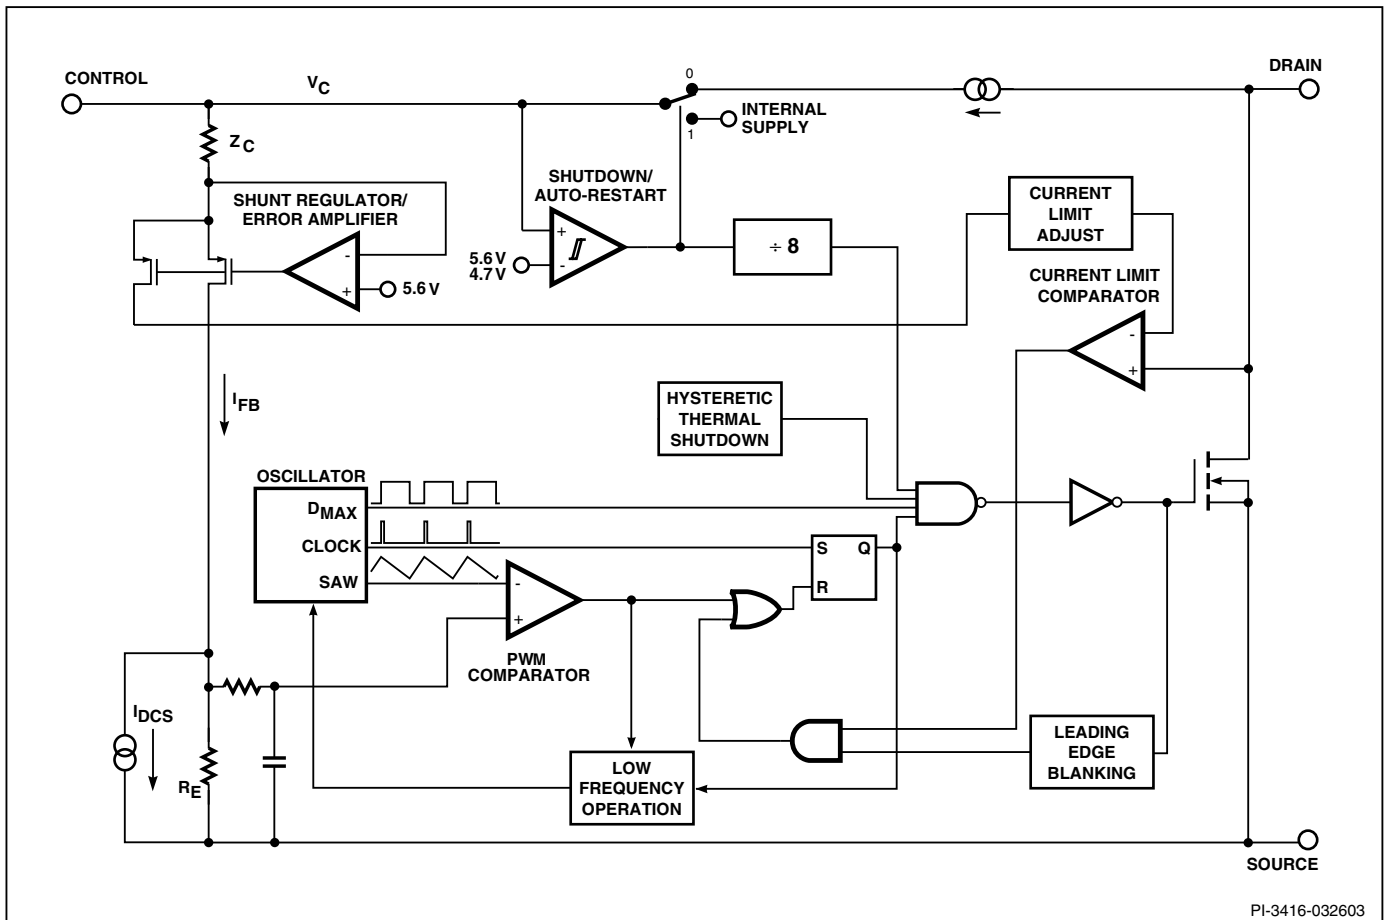 CONTROL
V_C
0
DRAIN
INTERNAL
SUPPLY
1
Z_C
SHUNT REGULATOR/
ERROR AMPLIFIER
-
+
5.6 V
SHUTDOWN/
AUTO-RESTART
+
-
5.6 V
4.7 V
÷ 8
CURRENT
LIMIT
ADJUST
CURRENT LIMIT
COMPARATOR
-
+
I_FB
HYSTERETIC
THERMAL
SHUTDOWN
OSCILLATOR
D_MAX
CLOCK
SAW
-
+
PWM
COMPARATOR
S Q
R
I_DCS
R_E
LOW
FREQUENCY
OPERATION
LEADING
EDGE
BLANKING
SOURCE
PI-3416-032603